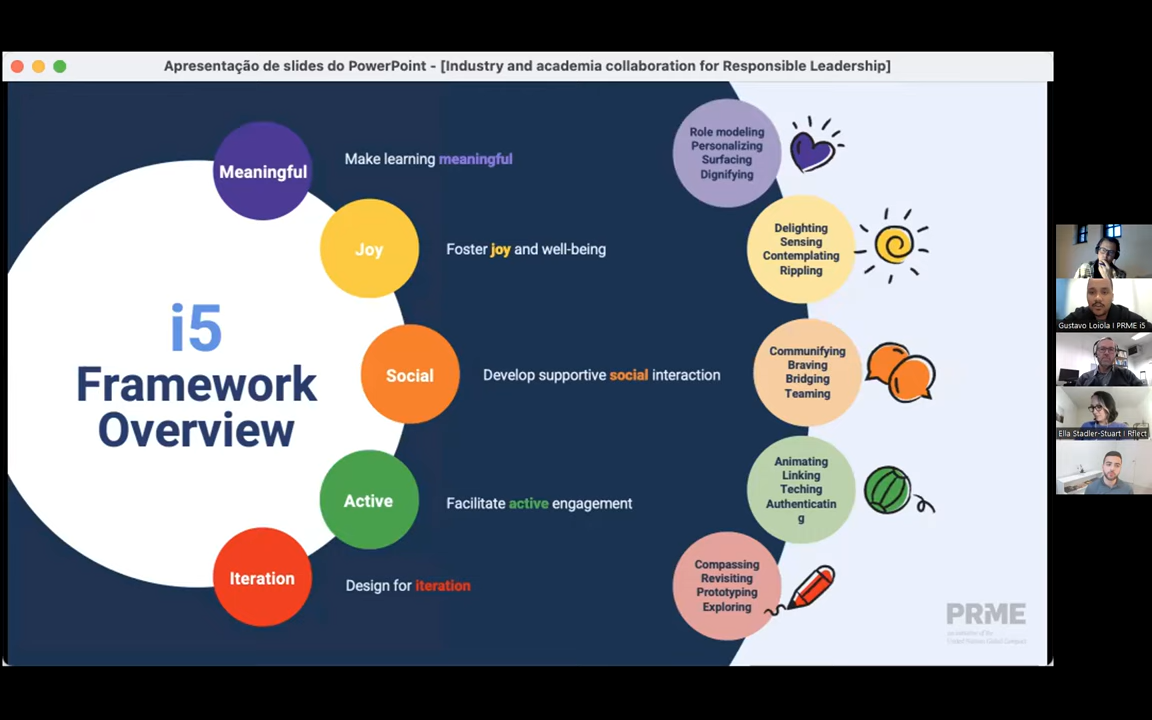 Apresentação de slides do PowerPoint - [Industry and academia collaboration for Responsible Leadership]
i5
Framework
Overview
Meaningful
Make learning meaningful
Role modeling
Personalizing
Surfacing
Dignifying
Joy
Foster joy and well-being
Delighting
Sensing
Contemplating
Rippling
Social
Develop supportive social interaction
Communifying
Braving
Bridging
Teaming
Active
Facilitate active engagement
Animating
Linking
Teching
Authenticatin
g
Iteration
Design for iteration
Compassing
Revisiting
Prototyping
Exploring
PRME
Gustavo Loiola I PRME i5
Ella Stadler-Stuart I Rflect